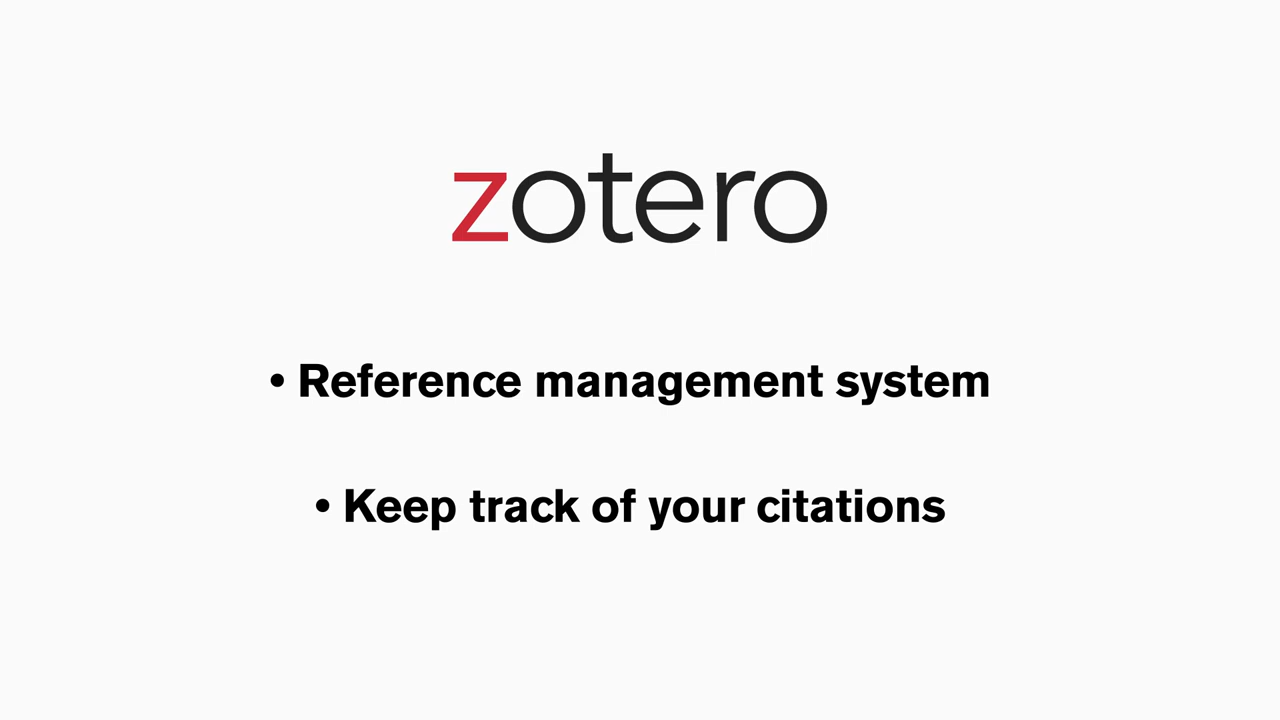 zotero
• Reference management system
• Keep track of your citations